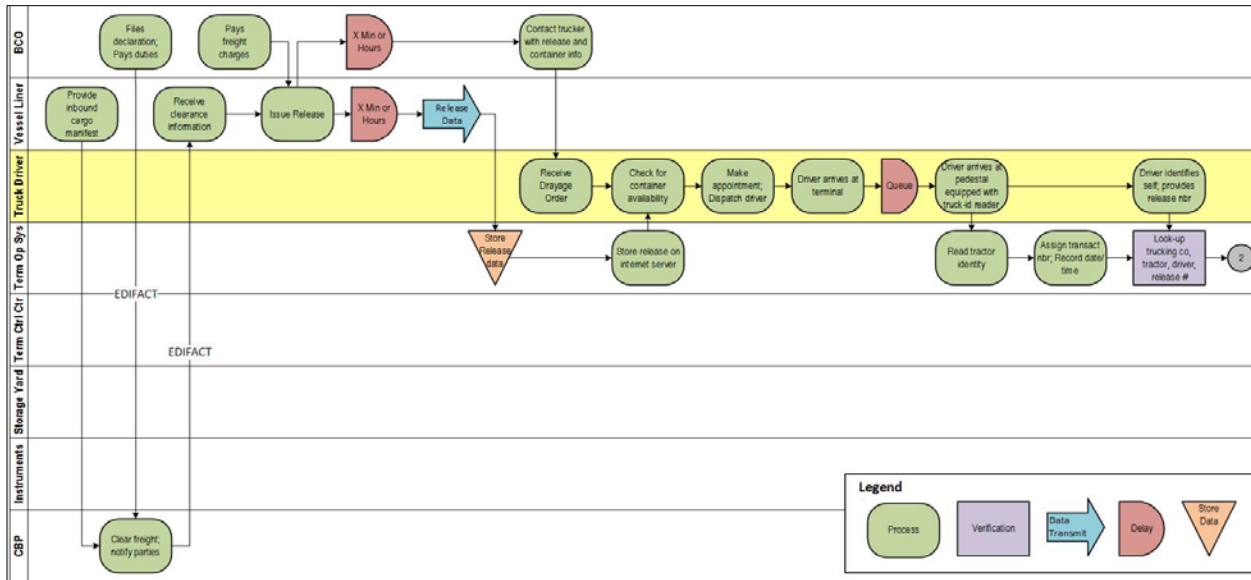 BCO
Files
declaration;
Pays duties
Pays
freight
charges
X Min or
Hours
Contact trucker
with release and
container info
Vessel Liner
Provide
inbound
cargo
manifest
Receive
clearance
information
Issue Release
X Min or
Hours
Release
Data
Truck Driver
Receive
Drayage
Order
Check for
container
availability
Make
appointment;
Dispatch driver
Driver arrives at
terminal
Queue
Driver arrives at
pedestal
equipped with
truck-id reader
Driver identifies
self; provides
release nbr
Term Op Sys
Store
Release
data
Store release on
internet server
Read tractor
identity
Assign transact
nbr; Record date/
time
Look-up
trucking co,
tractor, driver,
release #
2
Term Ctrl Ctr
EDIFACT
EDIFACT
Storage Yard
Instruments
CBP
Clear freight;
notify parties
Legend
Process
Verification
Data
Transmit
Delay
Store
Data